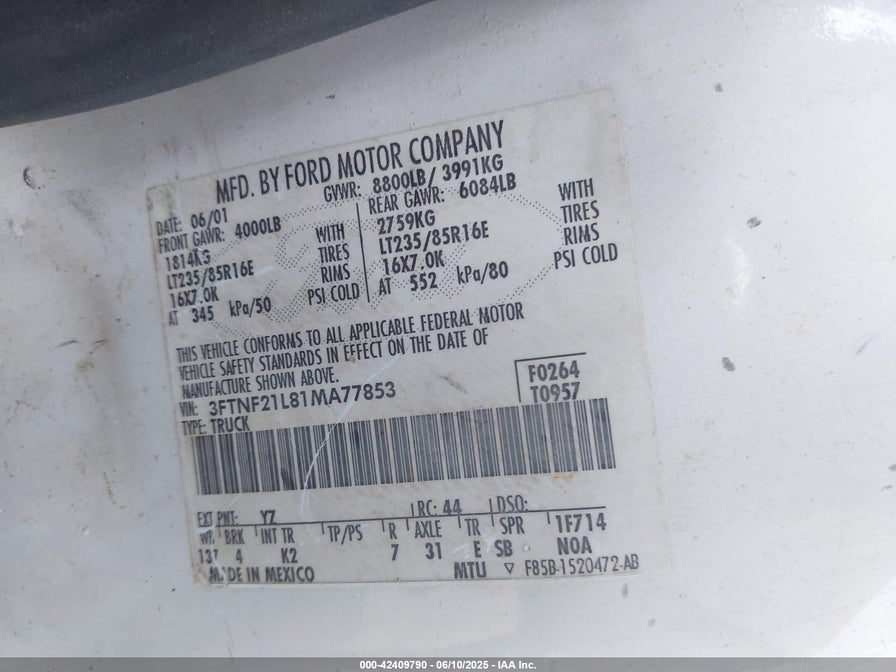 MFD. BY FORD MOTOR COMPANY
DATE: 06/01 GVWR: 8800LB/ 3991KG
FRONT GAWR: 4000LB REAR GAWR: 6084LB
1814KG WITH 2759KG WITH
LT235/85R16E TIRES LT235/85R16E TIRES
16X7.0K RIMS 16X7.0K RIMS
AT 345 kPa/50 PSI COLD AT 552 kPa/80 PSI COLD
THIS VEHICLE CONFORMS TO ALL APPLICABLE FEDERAL MOTOR
VEHICLE SAFETY STANDARDS IN EFFECT ON THE DATE OF
MANUFACTURE SHOWN ABOVE.
VIN: 3FTNF21L81MA77853 F0264
TYPE: TRUCK T0957
EXT PNT: YZ RC: 44 DSO:
WB BRK INT TR TP/PS R AXLE TR SPR 1F714
137 4 K2 7 31 E SB NOA
MADE IN MEXICO MTU ▽ F85B-1520472-AB
000-42409790 - 06/10/2025 - IAA Inc.